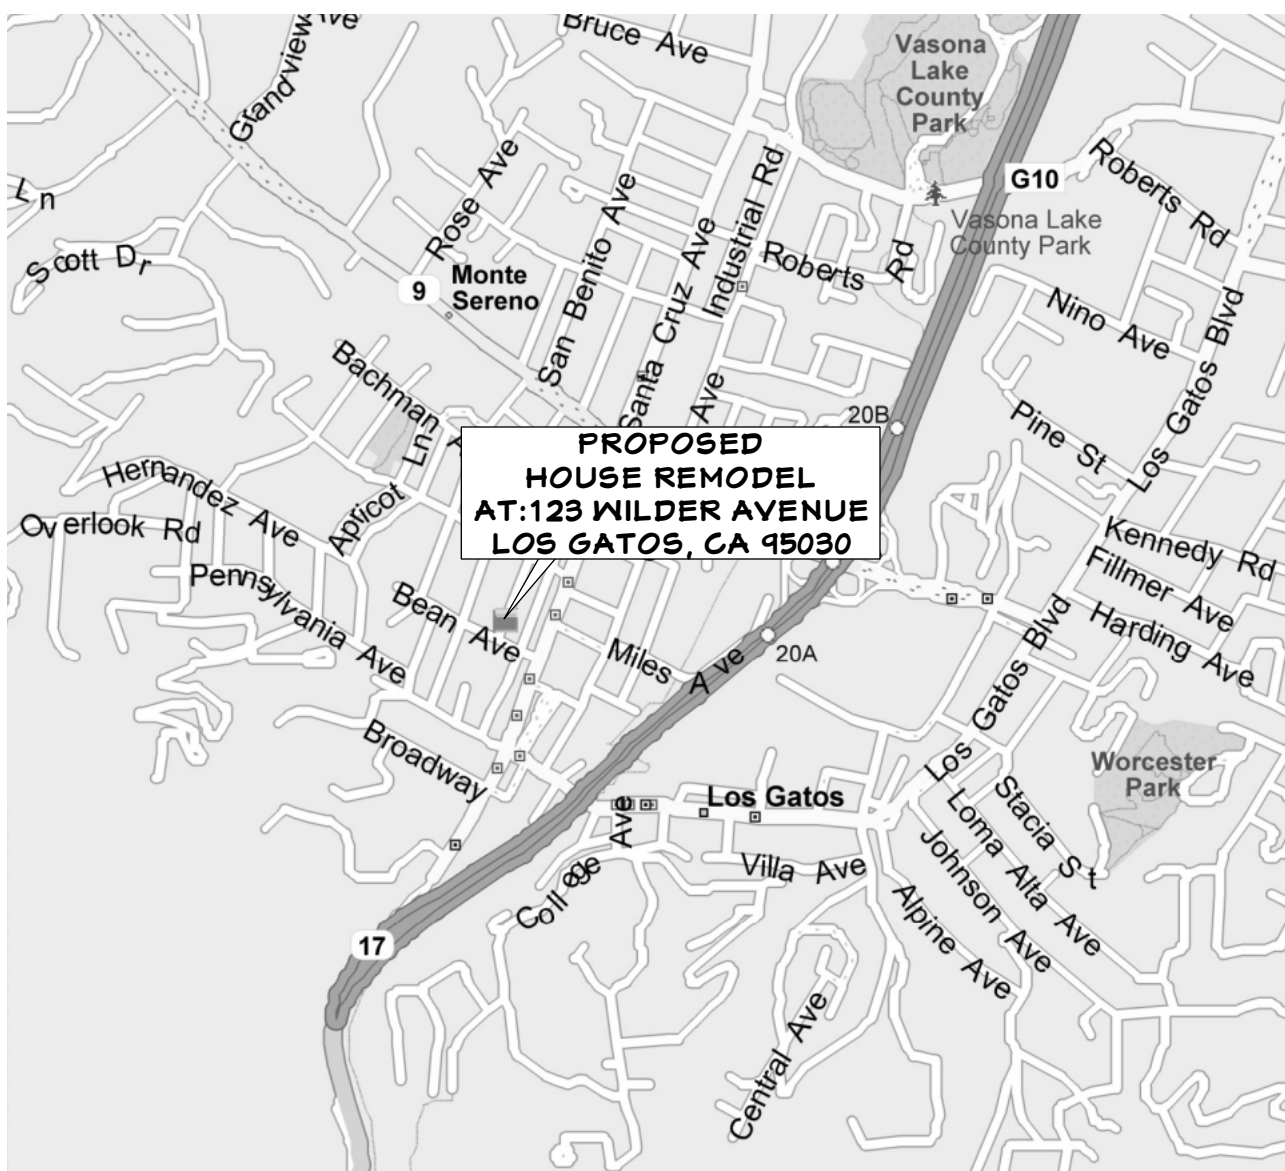 Bruce Ave
Ave
Grandview
Vasona
Lake
County
Park
G10
Roberts Rd
Ln
Rose Ave
Industrial Rd
Vasona Lake
County Park
Scott Dr
San Benito Ave
Santa Cruz Ave
Roberts Rd
9
Monte
Sereno
Nino Ave
Los Gatos Blvd
Bachman A
Ave
20B
Pine St
Ln
PROPOSED
HOUSE REMODEL
AT:123 WILDER AVENUE
LOS GATOS, CA 95030
Hernandez Ave
Apricot
Overlook Rd
Kennedy Rd
Fillmer Ave
Pennsylvania Ave
Bean Ave
Harding Ave
Miles
Ave
20A
Los Gatos Blvd
Broadway
Worcester
Park
Los Gatos
Stacia St
Loma Alta Ave
College Ave
Villa Ave
Johnson Ave
Alpine Ave
17
Central Ave